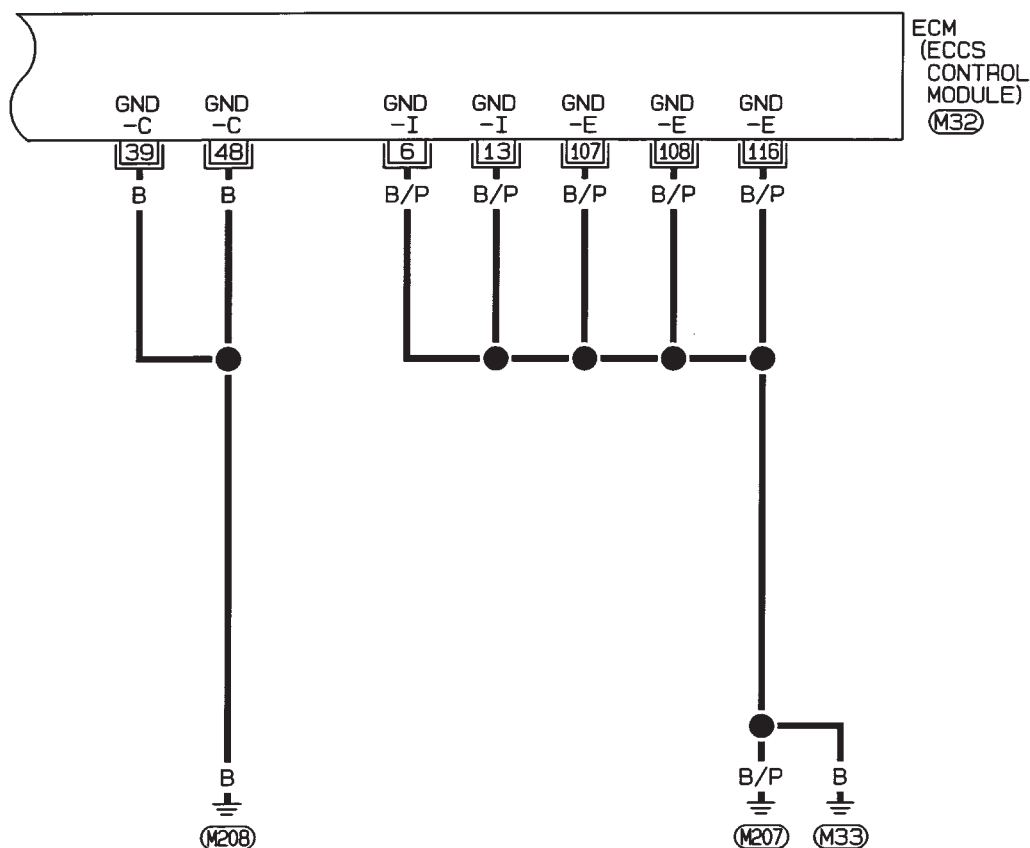 ECM
(ECCS
CONTROL
MODULE)
M32
GND GND GND GND GND GND GND
-C -C -I -I -E -E -E
39 48 6 13 107 108 116
B B B/P B/P B/P B/P B/P
B B/P B
M208 M207 M33